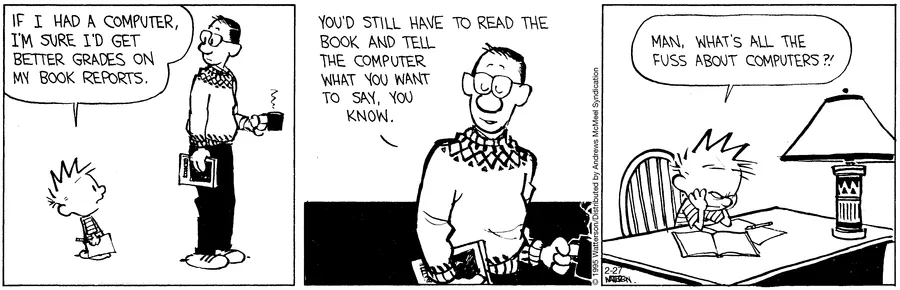 IF I HAD A COMPUTER,
I'M SURE I'D GET
BETTER GRADES ON
MY BOOK REPORTS.
YOU'D STILL HAVE TO READ THE
BOOK AND TELL
THE COMPUTER
WHAT YOU WANT
TO SAY, YOU
KNOW.
© 1995 Watterson/Distributed by Andrews McMeel Syndication
MAN, WHAT'S ALL THE
FUSS ABOUT COMPUTERS?!
2-27
WATTERSON